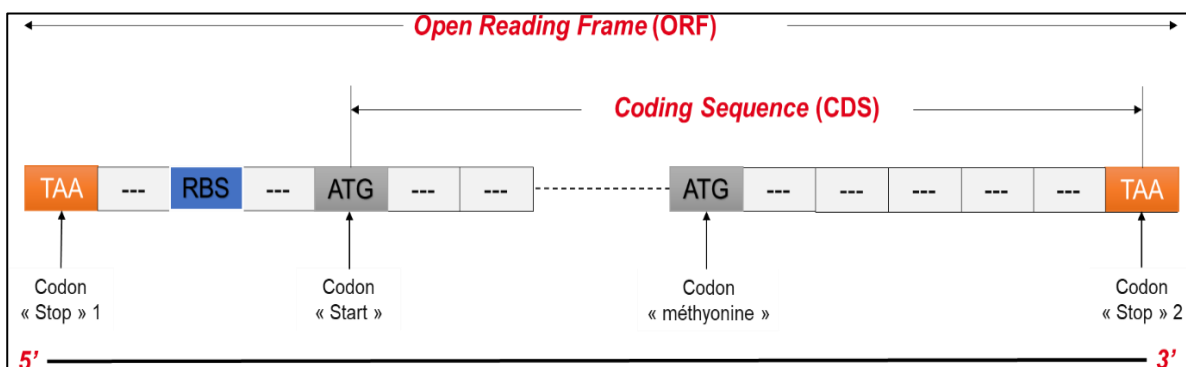 Open Reading Frame (ORF)
Coding Sequence (CDS)
TAA --- RBS --- ATG --- --- ATG --- --- --- --- --- TAA
Codon
« Stop » 1
Codon
« Start »
Codon
« méthyonine »
Codon
« Stop » 2
5’ 3’